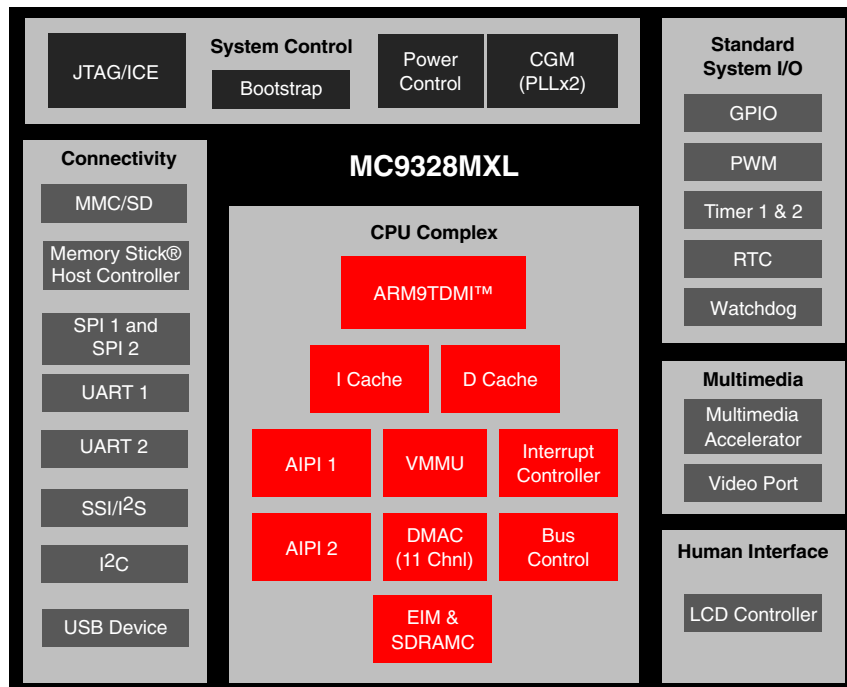 System Control
JTAG/ICE
Bootstrap
Power
Control
CGM
(PLLx2)
Standard
System I/O
GPIO
PWM
Timer 1 & 2
RTC
Watchdog
Connectivity
MMC/SD
Memory Stick®
Host Controller
SPI 1 and
SPI 2
UART 1
UART 2
SSI/I2S
I2C
USB Device
MC9328MXL
CPU Complex
ARM9TDMI™
I Cache
D Cache
AIPI 1
VMMU
Interrupt
Controller
AIPI 2
DMAC
(11 Chnl)
Bus
Control
EIM &
SDRAMC
Multimedia
Multimedia
Accelerator
Video Port
Human Interface
LCD Controller